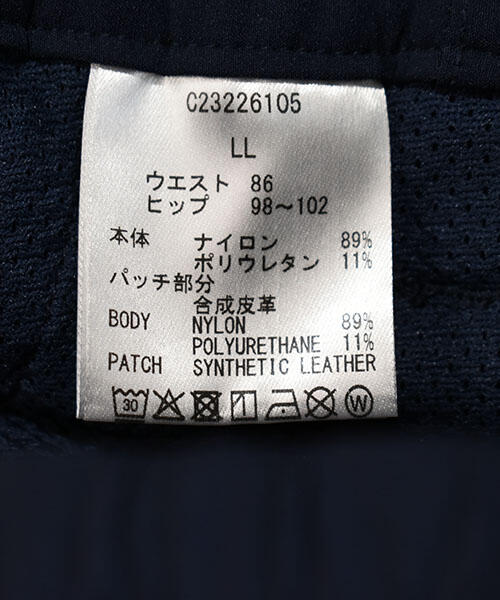 C23226105
LL
ウエスト 86
ヒップ 98〜102
本体 ナイロン 89%
ポリウレタン 11%
パッチ部分
合成皮革
BODY NYLON 89%
POLYURETHANE 11%
PATCH SYNTHETIC LEATHER
30 W